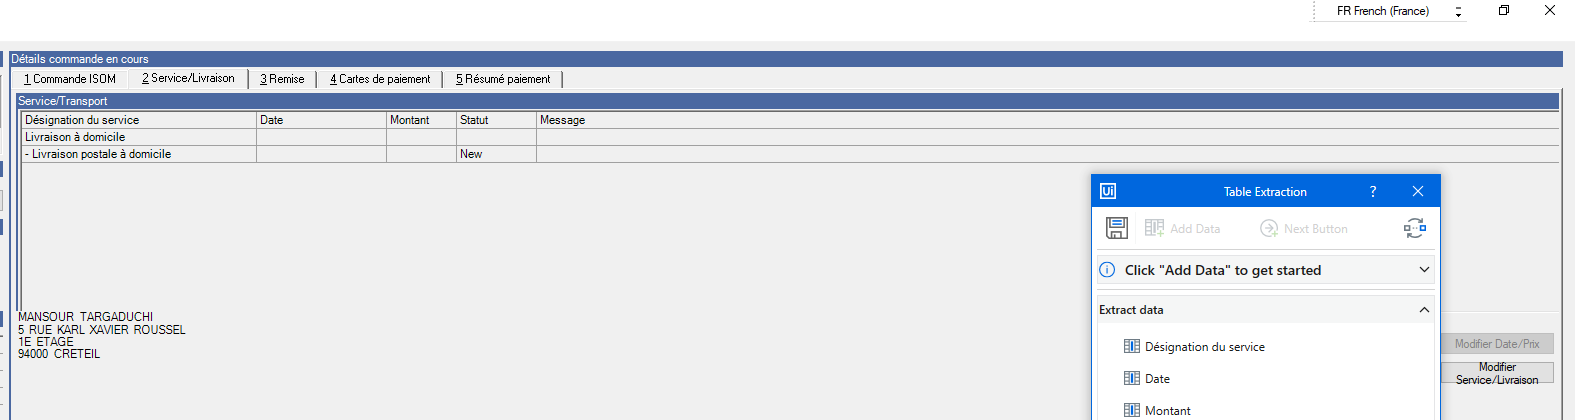 FR French (France)
Détails commande en cours
1 Commande ISOM 2 Service/Livraison 3 Remise 4 Cartes de paiement 5 Résumé paiement
Service/Transport
Désignation du service Date Montant Statut Message
Livraison à domicile
- Livraison postale à domicile New
Ui Table Extraction ?
Add Data Next Button
Click "Add Data" to get started
Extract data
Désignation du service
Date
Montant
MANSOUR TARGADUCHI
5 RUE KARL XAVIER ROUSSEL
1E ETAGE
94000 CRETEIL
Modifier Date/Prix
Modifier
Service/Livraison